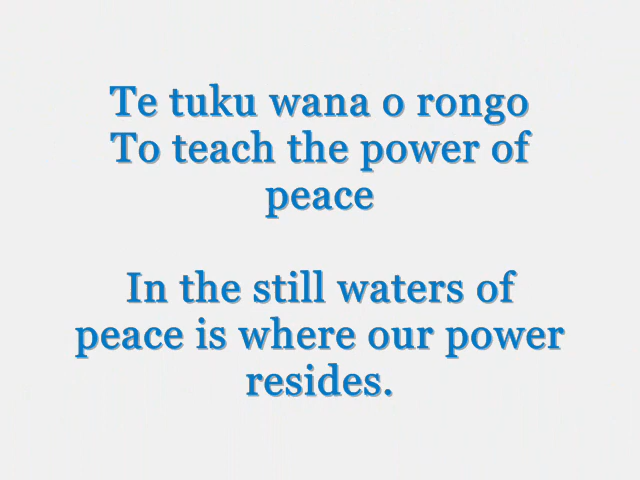 Te tuku wana o rongo
To teach the power of
peace
In the still waters of
peace is where our power
resides.